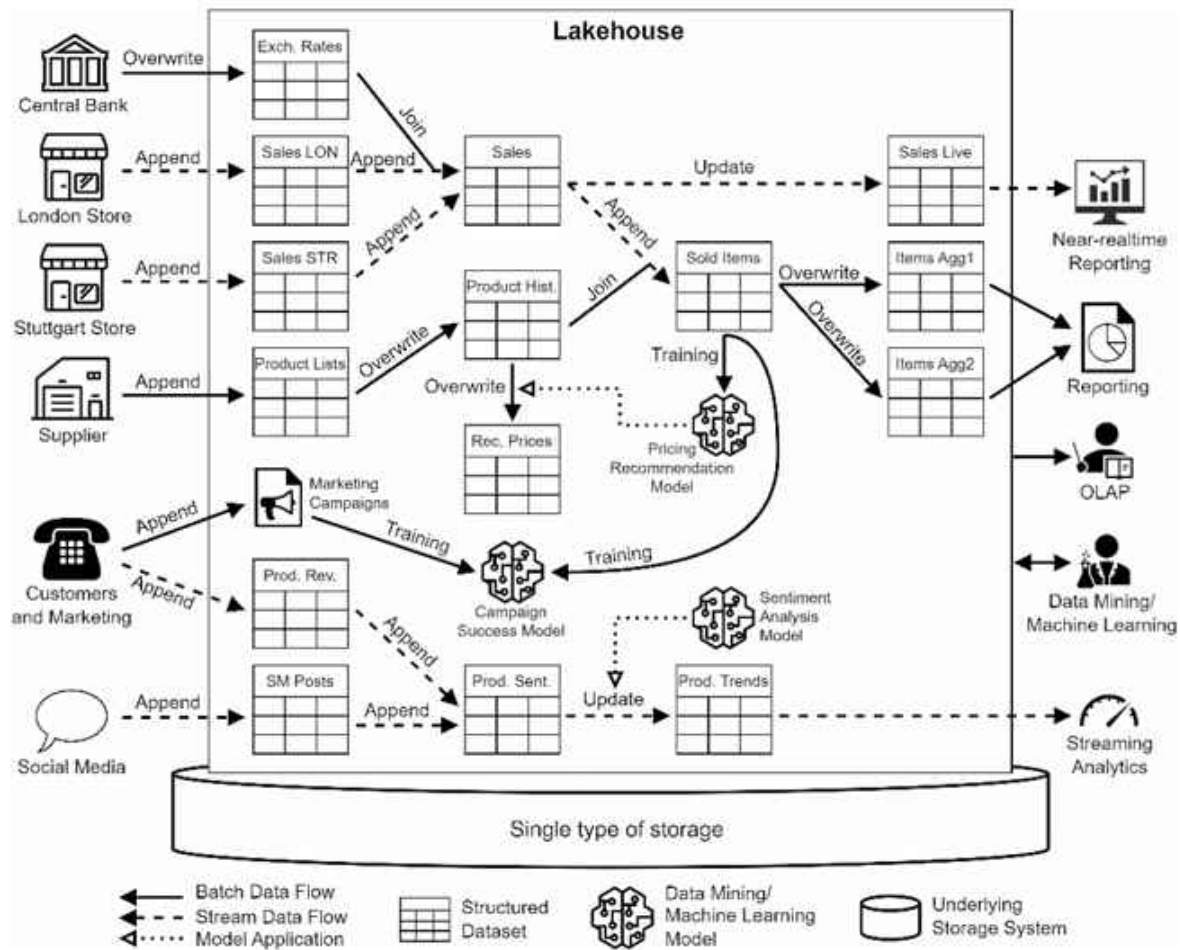 Lakehouse
Exch. Rates
Overwrite
Central Bank
Join
Append
Sales LON
Append
Sales
Update
Sales Live
London Store
Append
Append
Near-realtime
Reporting
Append
Sales STR
Sold Items
Overwrite
Items Agg1
Product Hist.
Join
Stuttgart Store
Overwrite
Overwrite
Training
Append
Product Lists
Items Agg2
Overwrite
Reporting
Supplier
Rec. Prices
Pricing
Recommendation
Model
OLAP
Marketing
Campaigns
Append
Training
Training
Customers
and Marketing
Append
Prod. Rev.
Campaign
Success Model
Sentiment
Analysis
Model
Data Mining/
Machine Learning
Append
SM Posts
Prod. Sent.
Prod. Trends
Append
Append
Update
Social Media
Streaming
Analytics
Single type of storage
Batch Data Flow
Stream Data Flow
Model Application
Structured
Dataset
Data Mining/
Machine Learning
Model
Underlying
Storage System